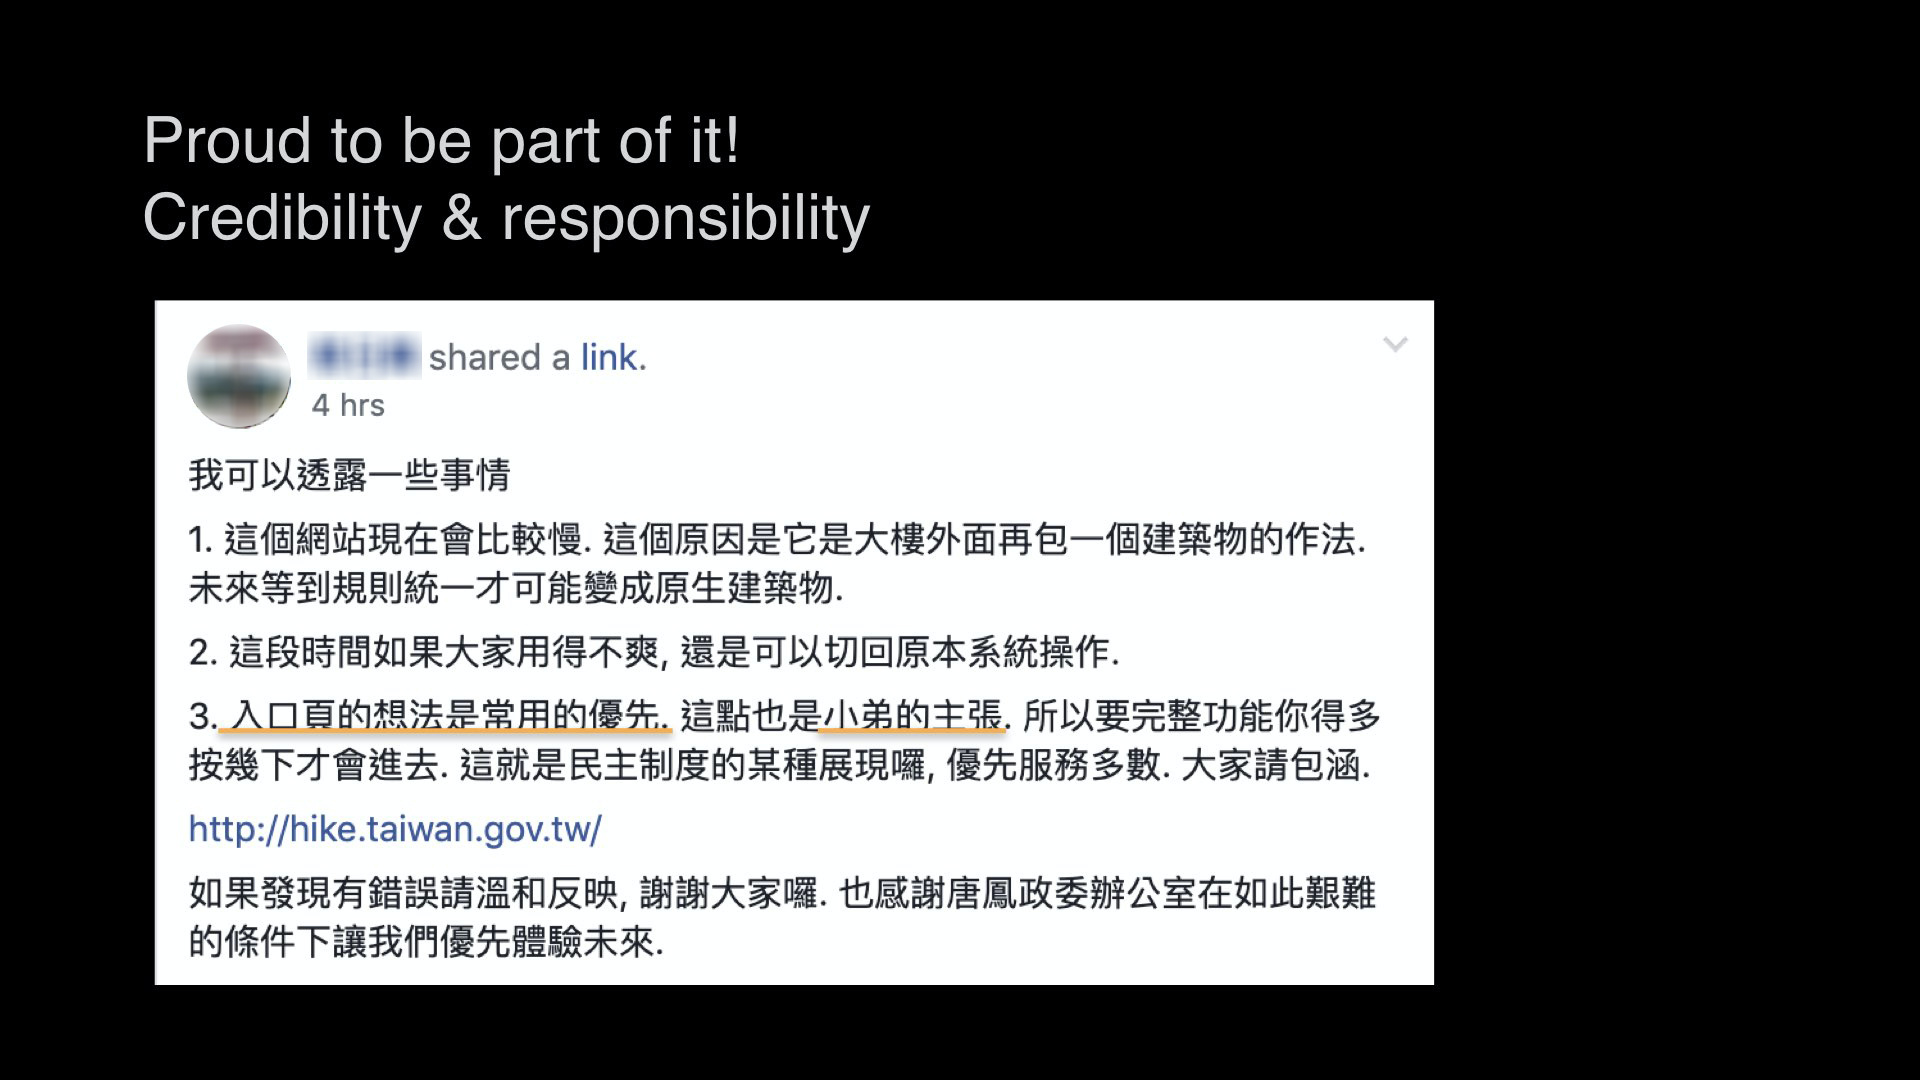 Proud to be part of it!
Credibility & responsibility
shared a link.
4 hrs
我可以透露一些事情
1. 這個網站現在會比較慢. 這個原因是它是大樓外面再包一個建築物的作法.
未來等到規則統一才可能變成原生建築物.
2. 這段時間如果大家用得不爽, 還是可以切回原本系統操作.
3. 入口頁的想法是常用的優先. 這點也是小弟的主張. 所以要完整功能你得多
按幾下才會進去. 這就是民主制度的某種展現囉, 優先服務多數. 大家請包涵.
http://hike.taiwan.gov.tw/
如果發現有錯誤請溫和反映, 謝謝大家囉. 也感謝唐鳳政委辦公室在如此艱難
的條件下讓我們優先體驗未來.